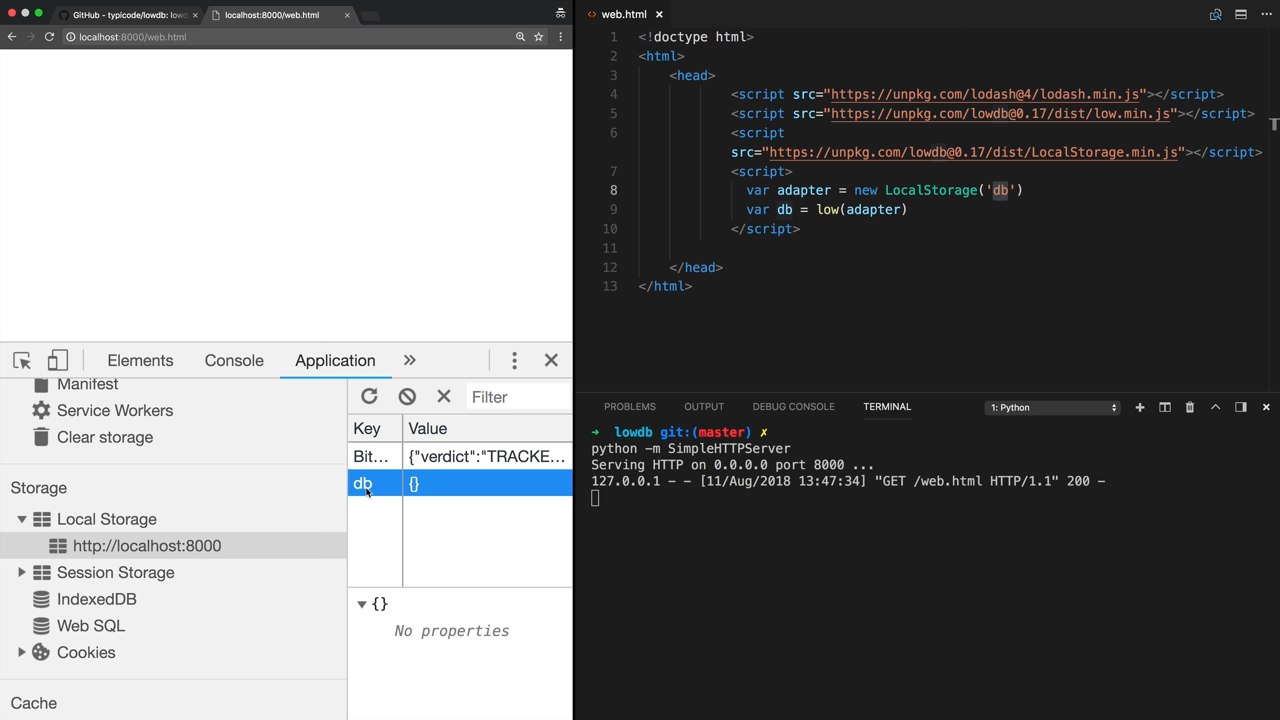 GitHub - typicode/lowdb: lowd
localhost:8000/web.html
localhost:8000/web.html
Elements
Console
Application
Manifest
Service Workers
Clear storage
Storage
Local Storage
http://localhost:8000
Session Storage
IndexedDB
Web SQL
Cookies
Cache
Filter
Key Value
Bit… {"verdict":"TRACKE…
db {}
{}
No properties
web.html
1 <!doctype html>
2 <html>
3 <head>
4 <script src="https://unpkg.com/lodash@4/lodash.min.js"></script>
5 <script src="https://unpkg.com/lowdb@0.17/dist/low.min.js"></script>
6 <script
src="https://unpkg.com/lowdb@0.17/dist/LocalStorage.min.js"></script>
7 <script>
8 var adapter = new LocalStorage('db')
9 var db = low(adapter)
10 </script>
11
12 </head>
13 </html>
PROBLEMS OUTPUT DEBUG CONSOLE TERMINAL 1: Python
➜ lowdb git:(master) ✗
python -m SimpleHTTPServer
Serving HTTP on 0.0.0.0 port 8000 ...
127.0.0.1 - - [11/Aug/2018 13:47:34] "GET /web.html HTTP/1.1" 200 -